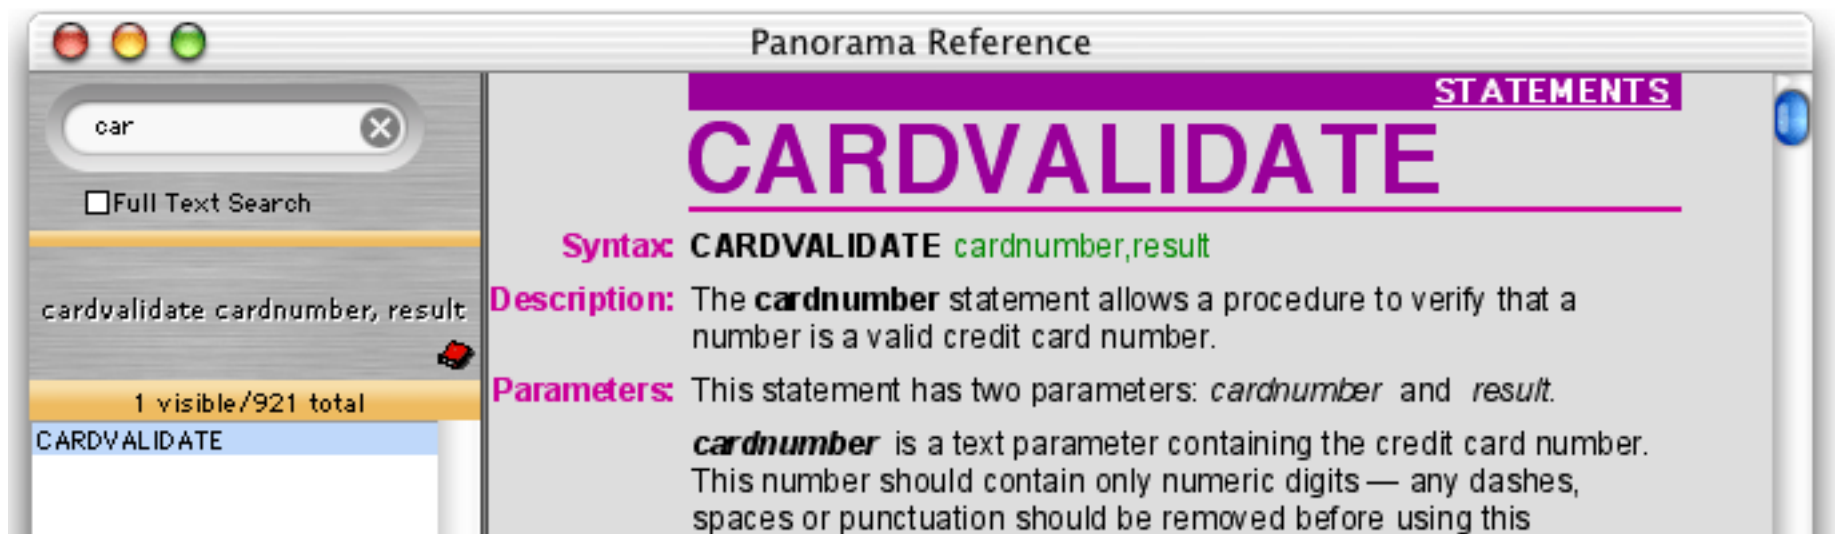 Panorama Reference
car
Full Text Search
cardvalidate cardnumber, result
1 visible/921 total
CARDVALIDATE
STATEMENTS
CARDVALIDATE
Syntax: CARDVALIDATE cardnumber,result
Description: The cardnumber statement allows a procedure to verify that a
number is a valid credit card number.
Parameters: This statement has two parameters: cardnumber and result.
cardnumber is a text parameter containing the credit card number.
This number should contain only numeric digits — any dashes,
spaces or punctuation should be removed before using this